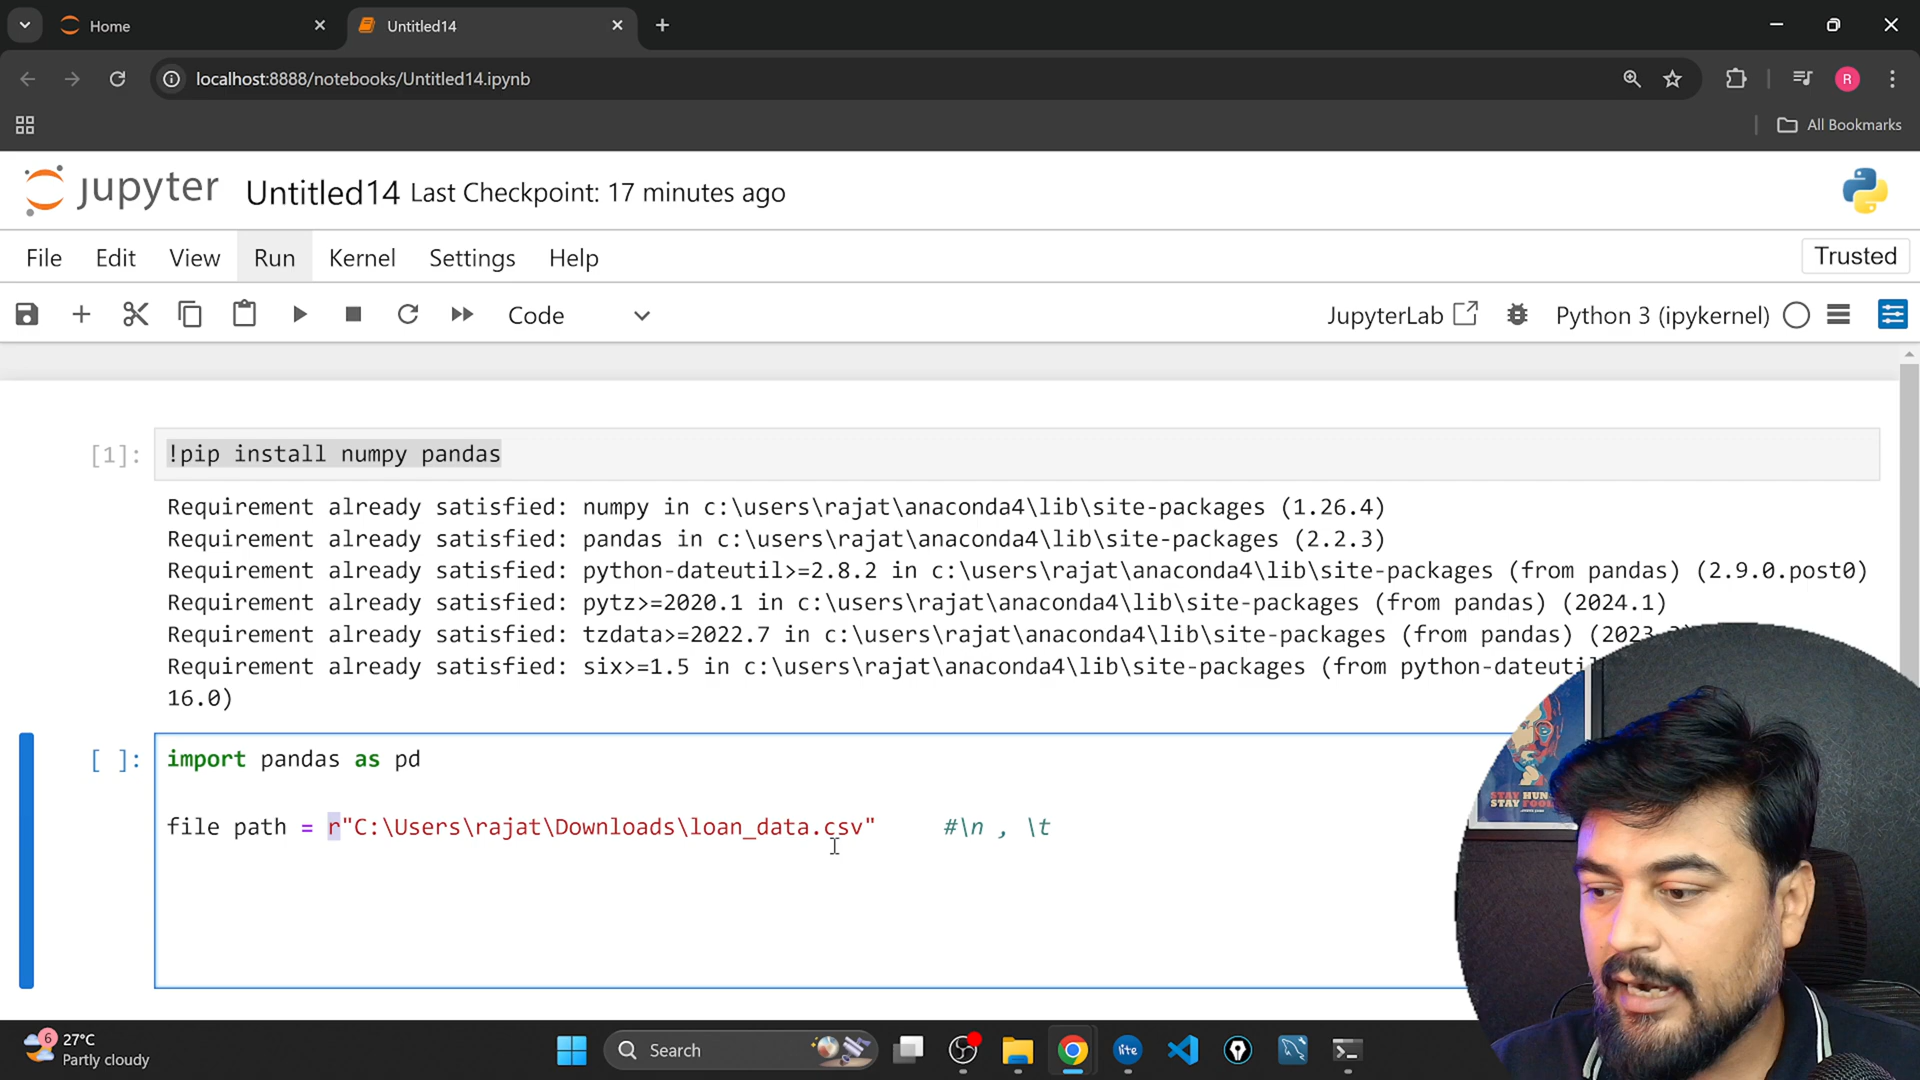 Home
Untitled14
localhost:8888/notebooks/Untitled14.ipynb
R
All Bookmarks
jupyter Untitled14 Last Checkpoint: 17 minutes ago
File Edit View Run Kernel Settings Help
Trusted
Code
JupyterLab
Python 3 (ipykernel)
[1]: !pip install numpy pandas
Requirement already satisfied: numpy in c:\users\rajat\anaconda4\lib\site-packages (1.26.4)
Requirement already satisfied: pandas in c:\users\rajat\anaconda4\lib\site-packages (2.2.3)
Requirement already satisfied: python-dateutil>=2.8.2 in c:\users\rajat\anaconda4\lib\site-packages (from pandas) (2.9.0.post0)
Requirement already satisfied: pytz>=2020.1 in c:\users\rajat\anaconda4\lib\site-packages (from pandas) (2024.1)
Requirement already satisfied: tzdata>=2022.7 in c:\users\rajat\anaconda4\lib\site-packages (from pandas)
Requirement already satisfied: six>=1.5 in c:\users\rajat\anaconda4\lib\site-packages (from
16.0)
[ ]: import pandas as pd
file path = r"C:\Users\rajat\Downloads\loan_data.csv" #\n , \t
STAY HUN
STAY FOOL
6
27°C
Partly cloudy
Search
lite